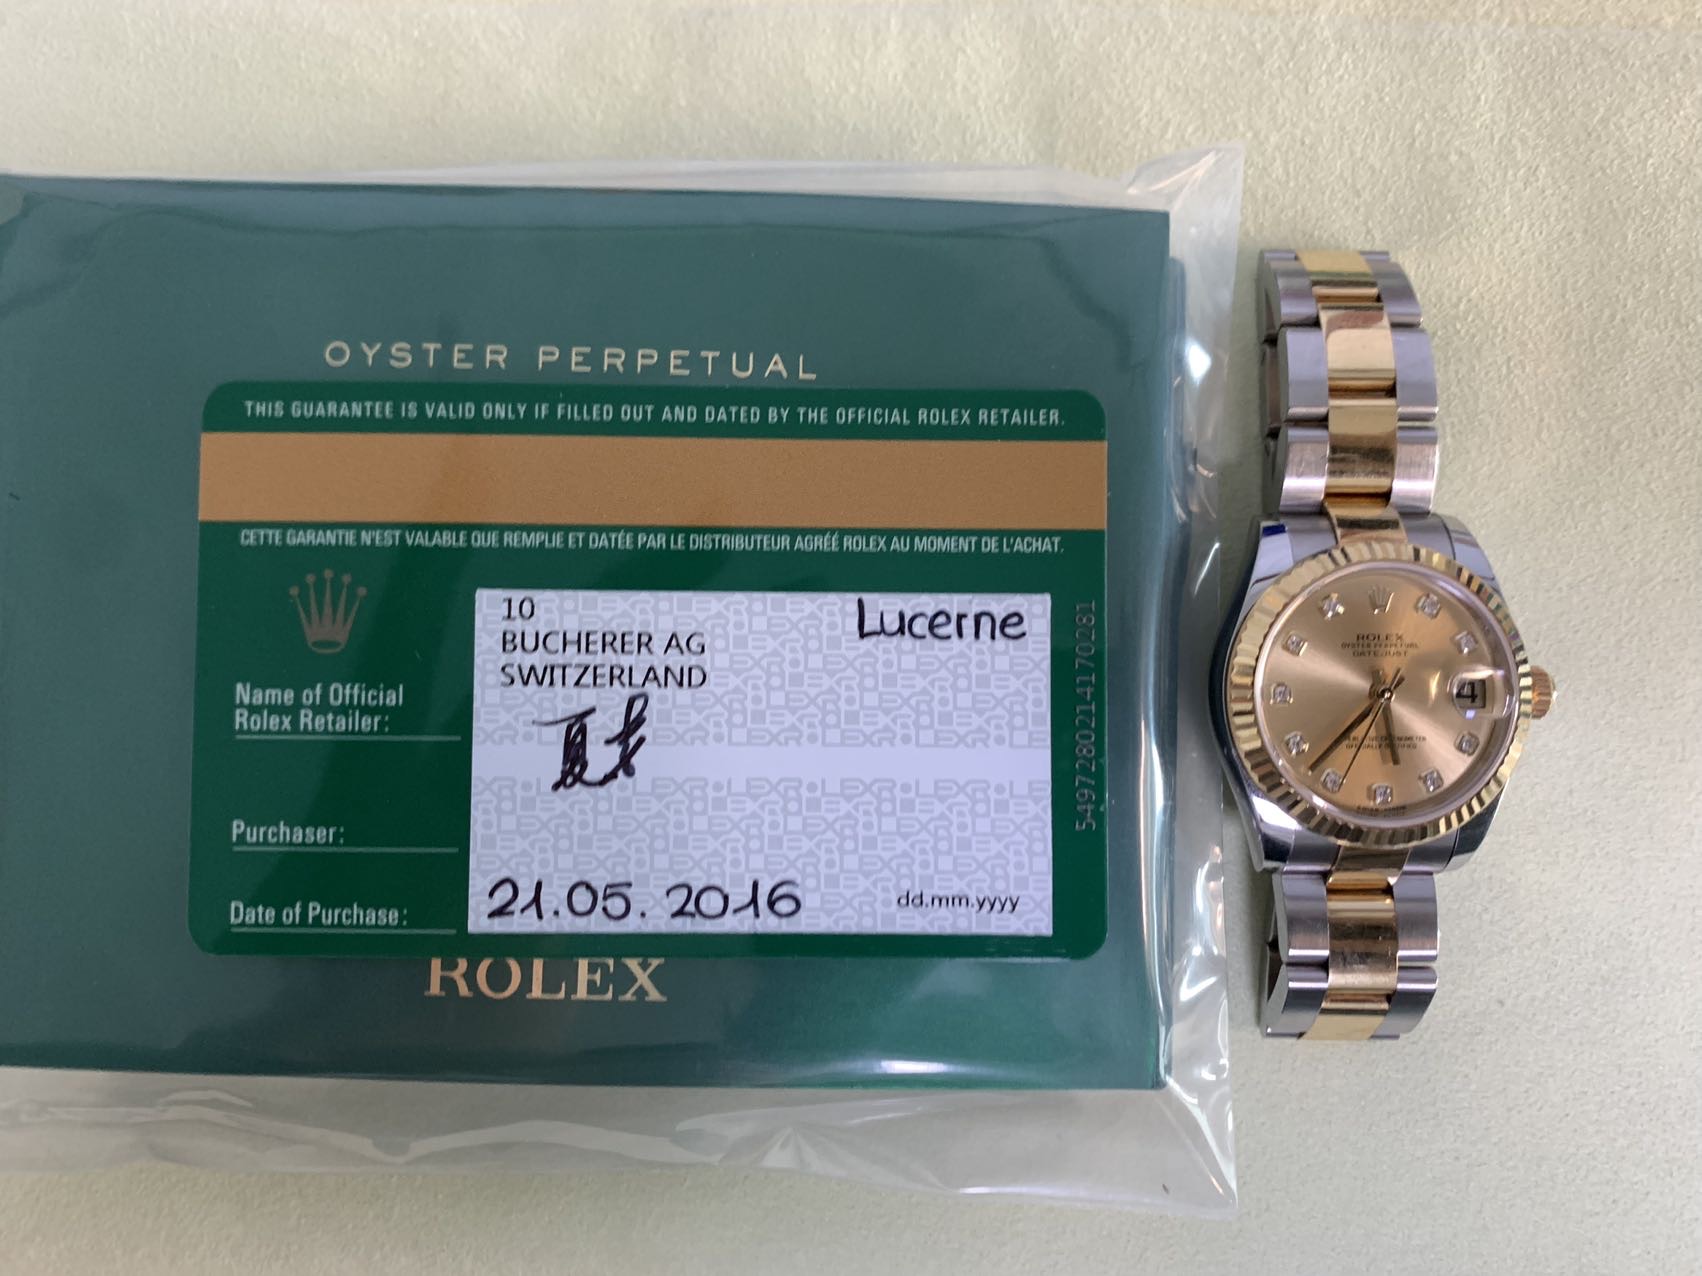 OYSTER PERPETUAL
THIS GUARANTEE IS VALID ONLY IF FILLED OUT AND DATED BY THE OFFICIAL ROLEX RETAILER.
CETTE GARANTIE N'EST VALABLE QUE REMPLIE ET DATÉE PAR LE DISTRIBUTEUR AGRÉÉ ROLEX AU MOMENT DE L'ACHAT.
10
BUCHERER AG
SWITZERLAND
Lucerne
Name of Official
Rolex Retailer:
Purchaser:
Date of Purchase:
21.05.2016
dd.mm.yyyy
5497280214170281
ROLEX
ROLEX
OYSTER PERPETUAL
DATEJUST
4
OFFICIALLY CERTIFIED